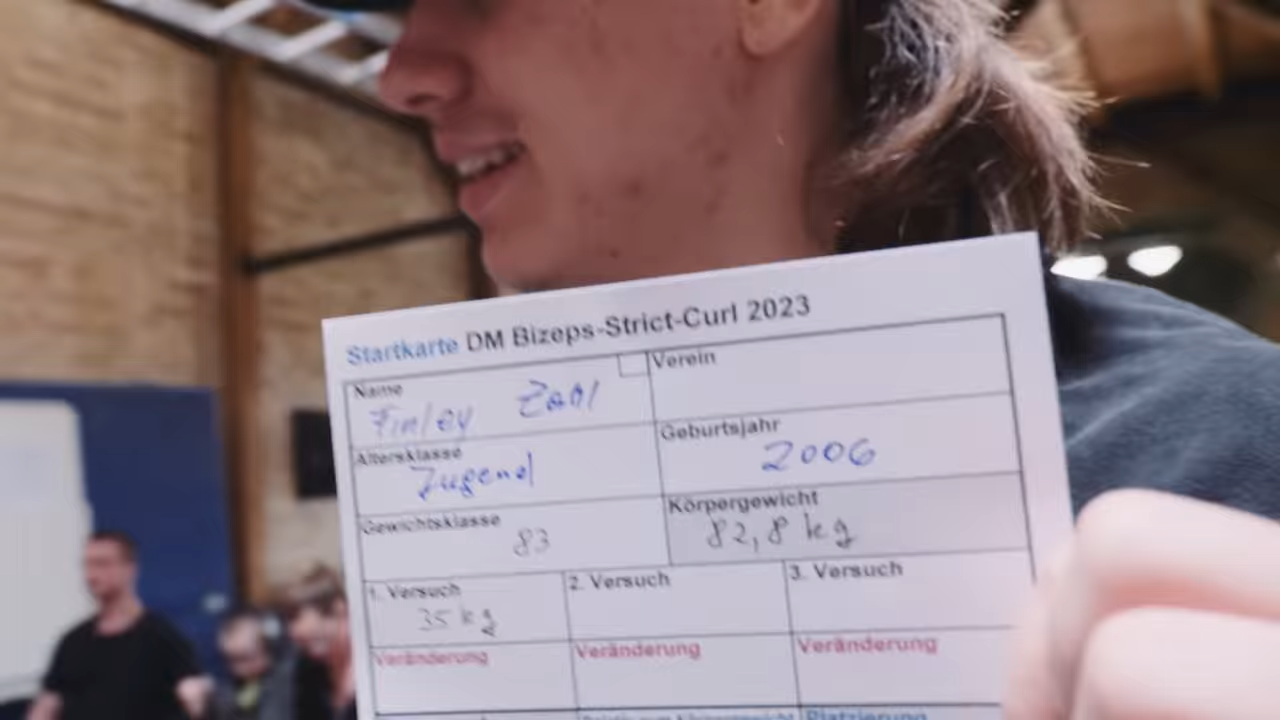 Startkarte DM Bizeps-Strict-Curl 2023
Name
Verein
Finley Zahl
Altersklasse
Geburtsjahr
Jugend
2006
Gewichtsklasse
Körpergewicht
83
82,8 kg
1. Versuch
2. Versuch
3. Versuch
35 kg
Veränderung
Veränderung
Veränderung
Platzierung